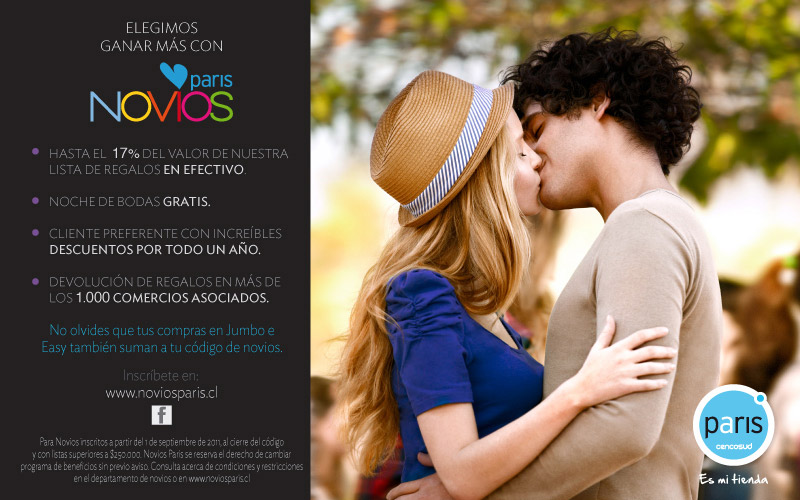 ELEGIMOS
GANAR MÁS CON
paris
NOVIOS
• HASTA EL 17% DEL VALOR DE NUESTRA
LISTA DE REGALOS EN EFECTIVO.
• NOCHE DE BODAS GRATIS.
• CLIENTE PREFERENTE CON INCREÍBLES
DESCUENTOS POR TODO UN AÑO.
• DEVOLUCIÓN DE REGALOS EN MÁS DE
LOS 1.000 COMERCIOS ASOCIADOS.
No olvides que tus compras en Jumbo e
Easy también suman a tu código de novios.
Inscríbete en:
www.noviosparis.cl
f
Para Novios inscritos a partir del 1 de septiembre de 2011, al cierre del código
y con listas superiores a $250.000. Novios Paris se reserva el derecho de cambiar
programa de beneficios sin previo aviso. Consulta acerca de condiciones y restricciones
en el departamento de novios o en www.noviosparis.cl
paris
cencosud
Es mi tienda